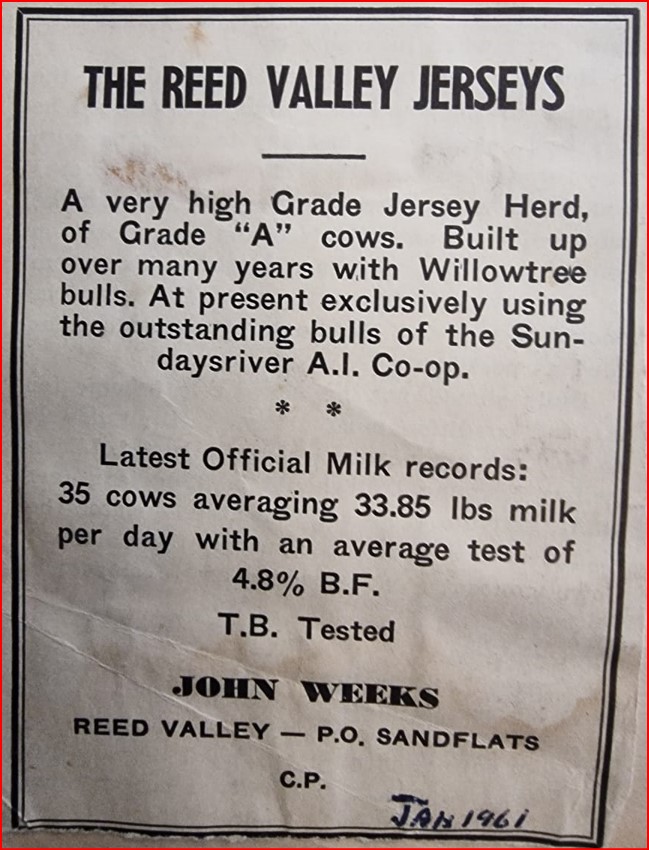 THE REED VALLEY JERSEYS
A very high Grade Jersey Herd,
of Grade "A" cows. Built up
over many years with Willowtree
bulls. At present exclusively using
the outstanding bulls of the Sun-
daysriver A.I. Co-op.
* *
Latest Official Milk records:
35 cows averaging 33.85 lbs milk
per day with an average test of
4.8% B.F.
T.B. Tested
JOHN WEEKS
REED VALLEY — P.O. SANDFLATS
C.P.
JAN 1961